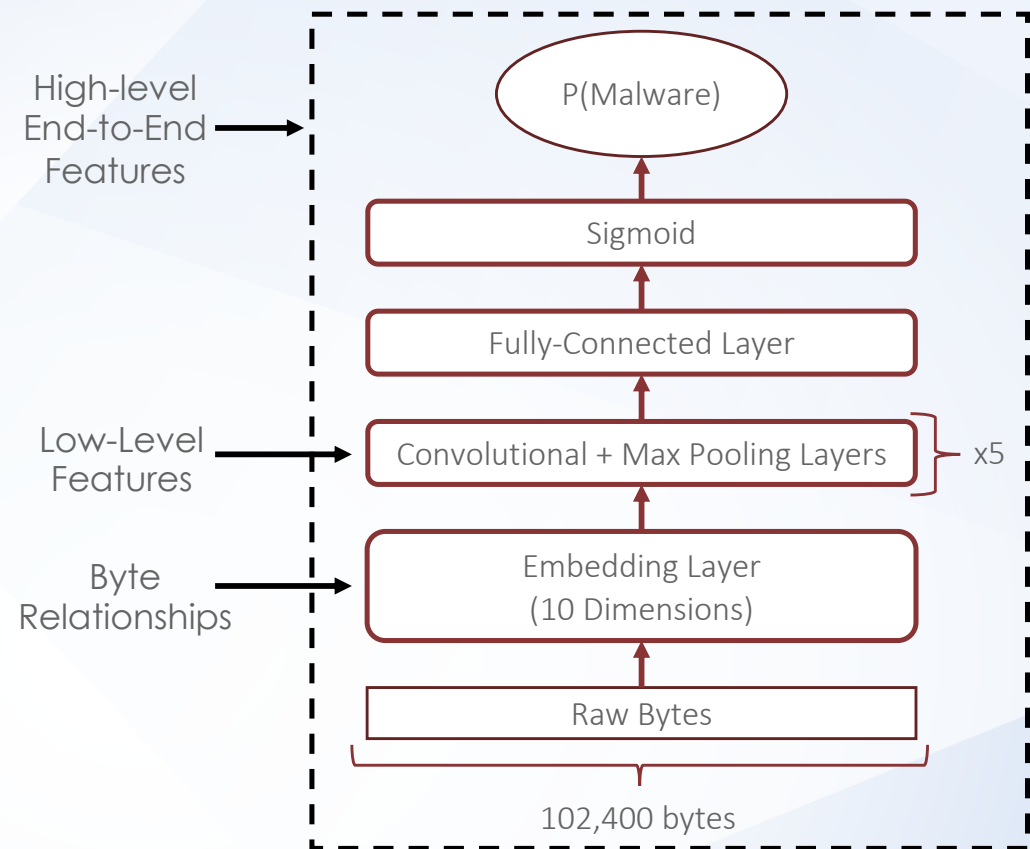 High-level
End-to-End
Features
P(Malware)
Sigmoid
Fully-Connected Layer
Low-Level
Features
Convolutional + Max Pooling Layers
x5
Byte
Relationships
Embedding Layer
(10 Dimensions)
Raw Bytes
102,400 bytes